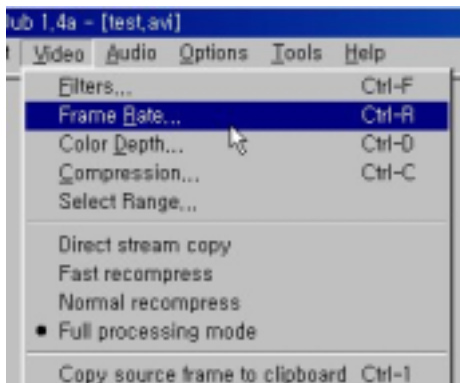 lub 1.4a - [test.avi]
t Video Audio Options Tools Help
Filters... Ctrl-F
Frame Rate... Ctrl-R
Color Depth... Ctrl-D
Compression... Ctrl-C
Select Range...
Direct stream copy
Fast recompress
Normal recompress
• Full processing mode
Copy source frame to clipboard Ctrl-1